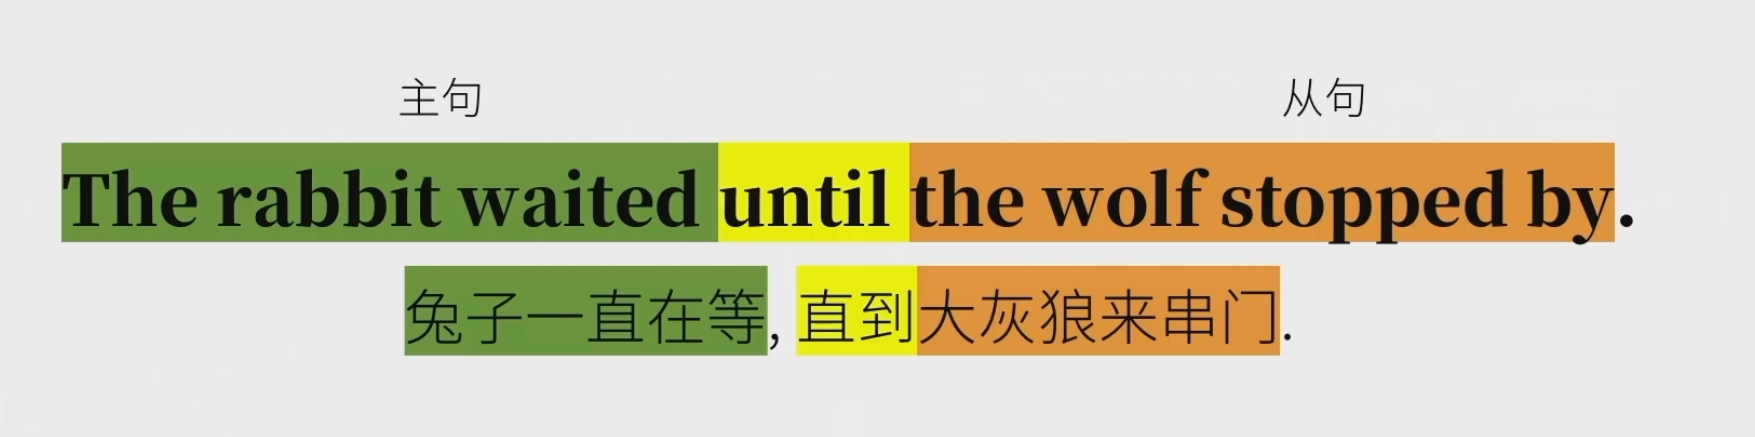 主句 从句
The rabbit waited until the wolf stopped by.
兔子一直在等, 直到大灰狼来串门.